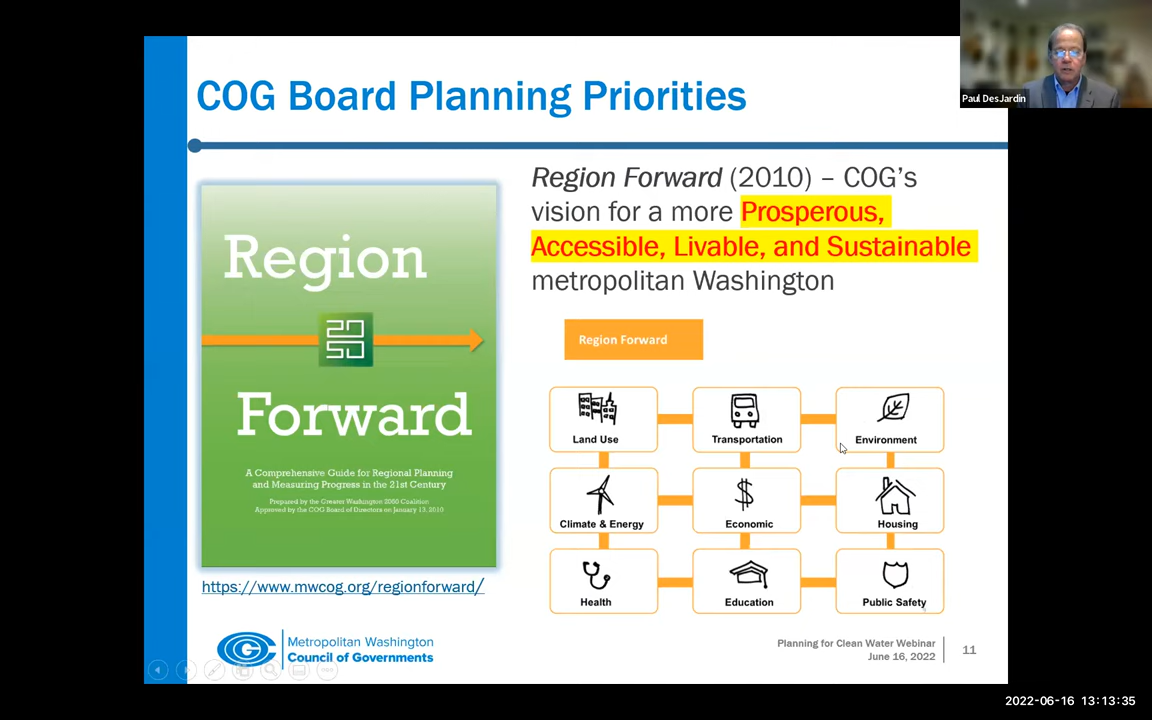 COG Board Planning Priorities
Paul DesJardin
Region Forward (2010) – COG's
vision for a more Prosperous,
Accessible, Livable, and Sustainable
metropolitan Washington
Region
2050
Forward
A Comprehensive Guide for Regional Planning
and Measuring Progress in the 21st Century
Prepared by the Greater Washington 2050 Coalition
Approved by the COG Board of Directors on January 13, 2010
https://www.mwcog.org/regionforward/
Region Forward
Land Use
Transportation
Environment
Climate & Energy
Economic
Housing
Health
Education
Public Safety
Metropolitan Washington
Council of Governments
Planning for Clean Water Webinar
June 16, 2022
11
2022-06-16 13:13:35